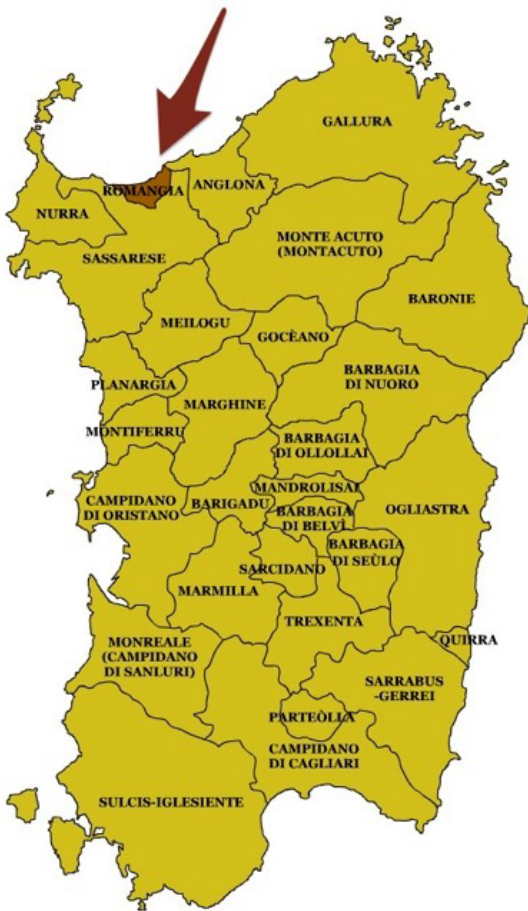 GALLURA
ROMANGIA
ANGLONA
NURRA
SASSARESE
MONTE ACUTO
(MONTACUTO)
BARONIE
MEILOGU
GOCÈANO
PLANARGIA
BARBAGIA
DI NUORO
MARGHINE
MONTIFERRU
BARBAGIA
DI OLLOLLAI
MANDROLISAI
CAMPIDANO
DI ORISTANO
BARIGADU
BARBAGIA
DI BELVÌ
OGLIASTRA
BARBAGIA
DI SEÙLO
SARCIDANO
MARMILLA
TREXENTA
MONREALE
(CAMPIDANO
DI SANLURI)
QUIRRA
SARRABUS
-GERREI
PARTEÒLLA
CAMPIDANO
DI CAGLIARI
SULCIS-IGLESIENTE